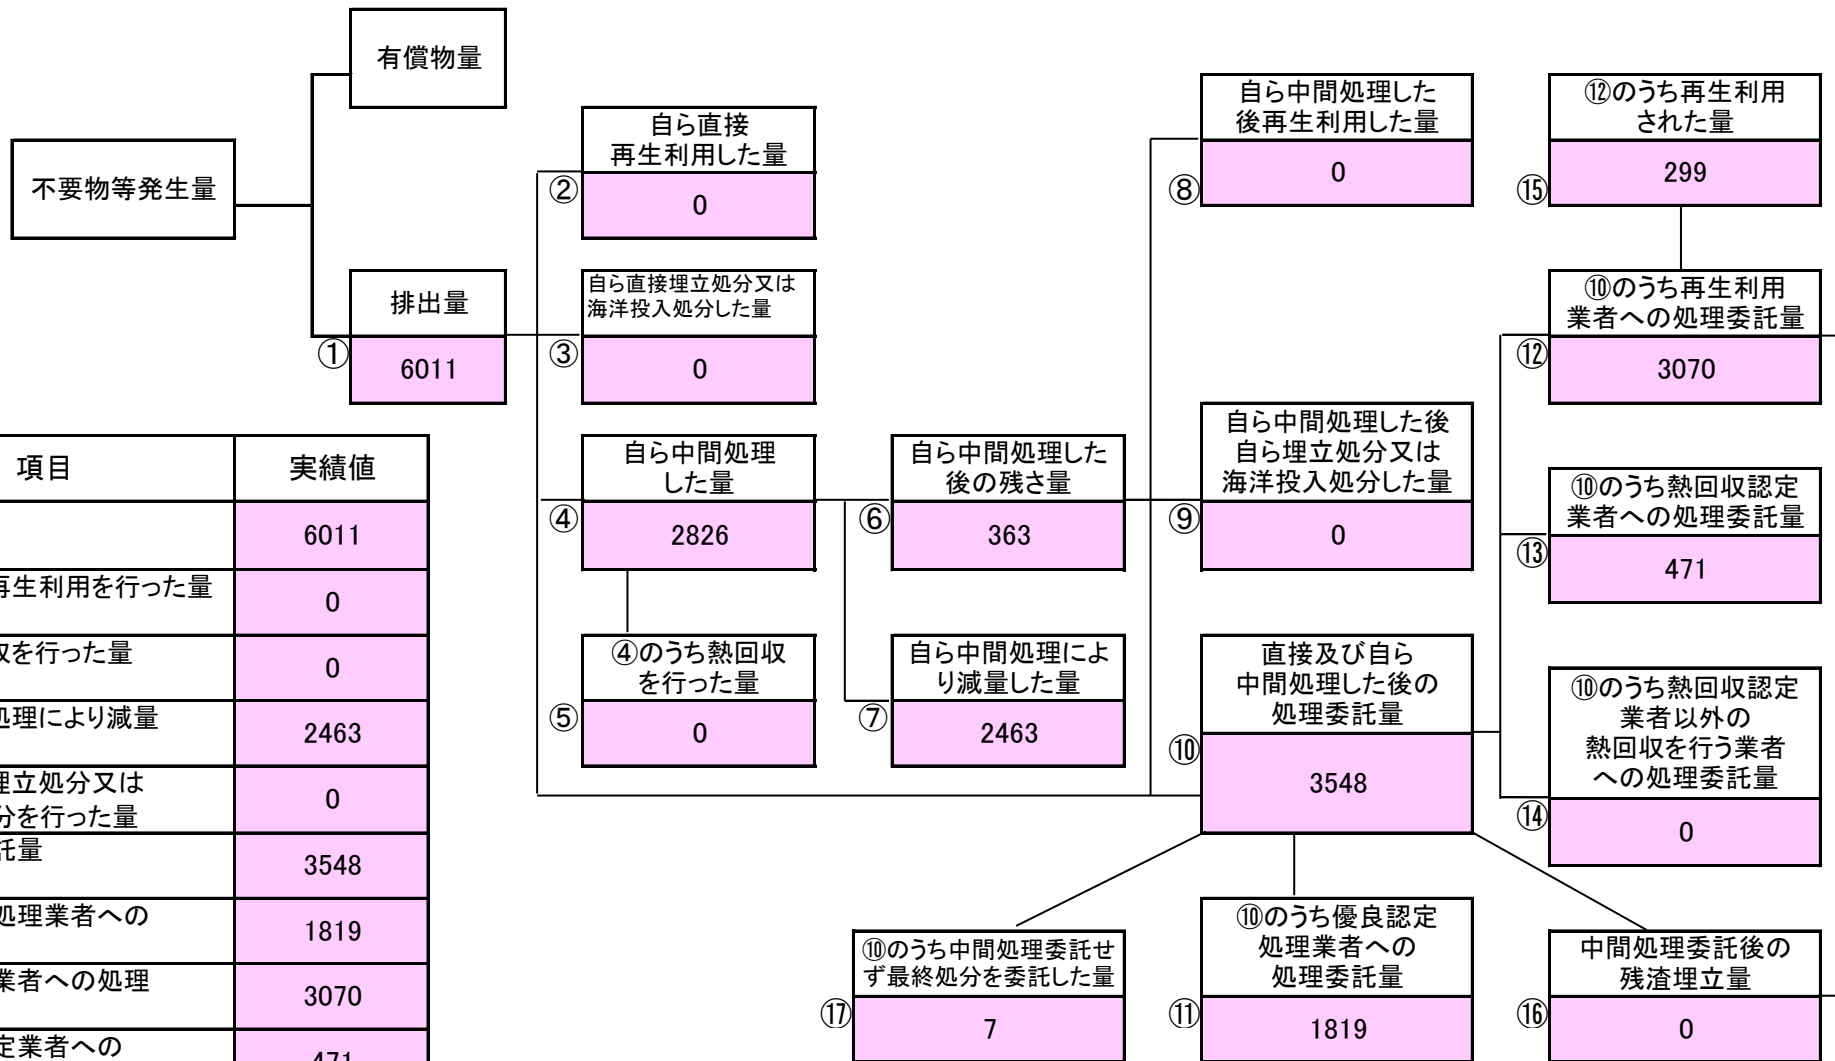 有償物量
不要物等発生量
排出量
①
6011
自ら直接
再生利用した量
②
0
自ら直接埋立処分又は
海洋投入処分した量
③
0
自ら中間処理
した量
④
2826
④のうち熱回収
を行った量
⑤
0
自ら中間処理した
後の残さ量
⑥
363
自ら中間処理によ
り減量した量
⑦
2463
自ら中間処理した
後再生利用した量
⑧
0
自ら中間処理した後
自ら埋立処分又は
海洋投入処分した量
⑨
0
直接及び自ら
中間処理した後の
処理委託量
⑩
3548
⑫のうち再生利用
された量
⑮
299
⑩のうち再生利用
業者への処理委託量
⑫
3070
⑩のうち熱回収認定
業者への処理委託量
⑬
471
⑩のうち熱回収認定
業者以外の
熱回収を行う業者
への処理委託量
⑭
0
⑩のうち中間処理委託せ
ず最終処分を委託した量
⑰
7
⑩のうち優良認定
処理業者への
処理委託量
⑪
1819
中間処理委託後の
残渣埋立量
⑯
0
項目 実績値
6011
再生利用を行った量
0
収を行った量
0
処理により減量
2463
埋立処分又は
分を行った量
0
託量
3548
処理業者への
1819
業者への処理
3070
定業者への
471